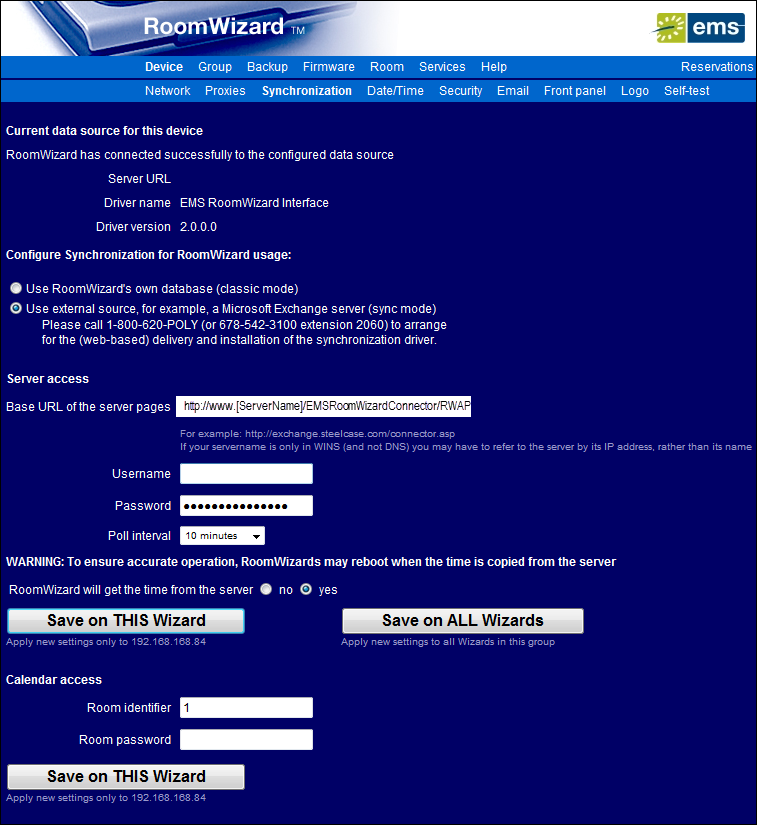 RoomWizard TM
ems
Device Group Backup Firmware Room Services Help Reservations
Network Proxies Synchronization Date/Time Security Email Front panel Logo Self-test
Current data source for this device
RoomWizard has connected successfully to the configured data source
Server URL
Driver name EMS RoomWizard Interface
Driver version 2.0.0.0
Configure Synchronization for RoomWizard usage:
Use RoomWizard's own database (classic mode)
Use external source, for example, a Microsoft Exchange server (sync mode)
Please call 1-800-620-POLY (or 678-542-3100 extension 2060) to arrange
for the (web-based) delivery and installation of the synchronization driver.
Server access
Base URL of the server pages http://www.[ServerName]/EMSRoomWizardConnector/RWAP
For example: http://exchange.steelcase.com/connector.asp
If your servername is only in WINS (and not DNS) you may have to refer to the server by its IP address, rather than its name
Username
Password •••••••••••••••
Poll interval 10 minutes
WARNING: To ensure accurate operation, RoomWizards may reboot when the time is copied from the server
RoomWizard will get the time from the server no yes
Save on THIS Wizard Save on ALL Wizards
Apply new settings only to 192.168.168.84 Apply new settings to all Wizards in this group
Calendar access
Room identifier 1
Room password
Save on THIS Wizard
Apply new settings only to 192.168.168.84